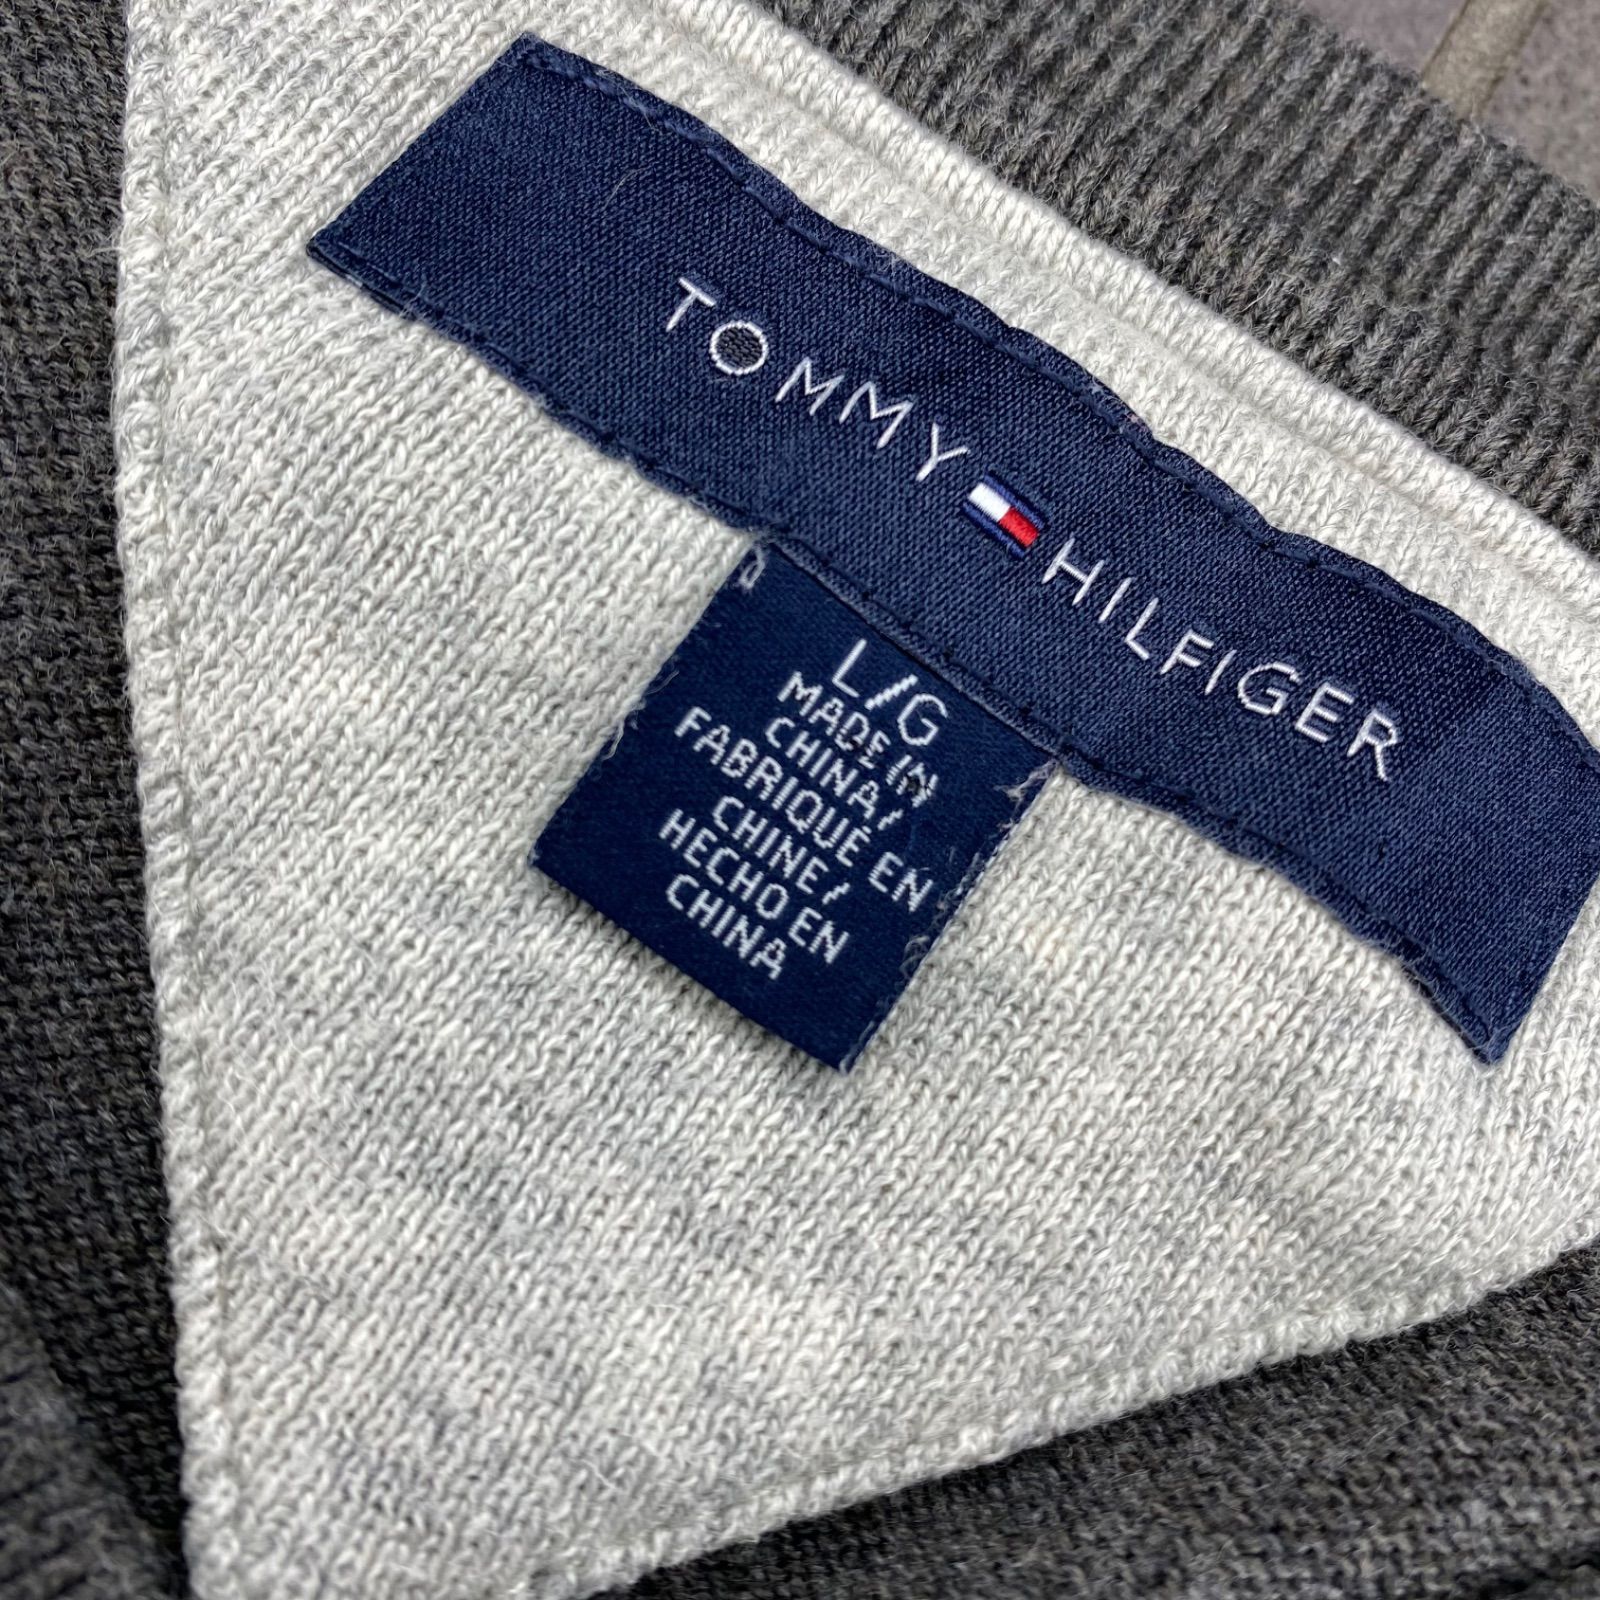 TOMMY HILFIGER
L/G
MADE IN
CHINA/
FABRIQUÉ EN
CHINE/
HECHO EN
CHINA